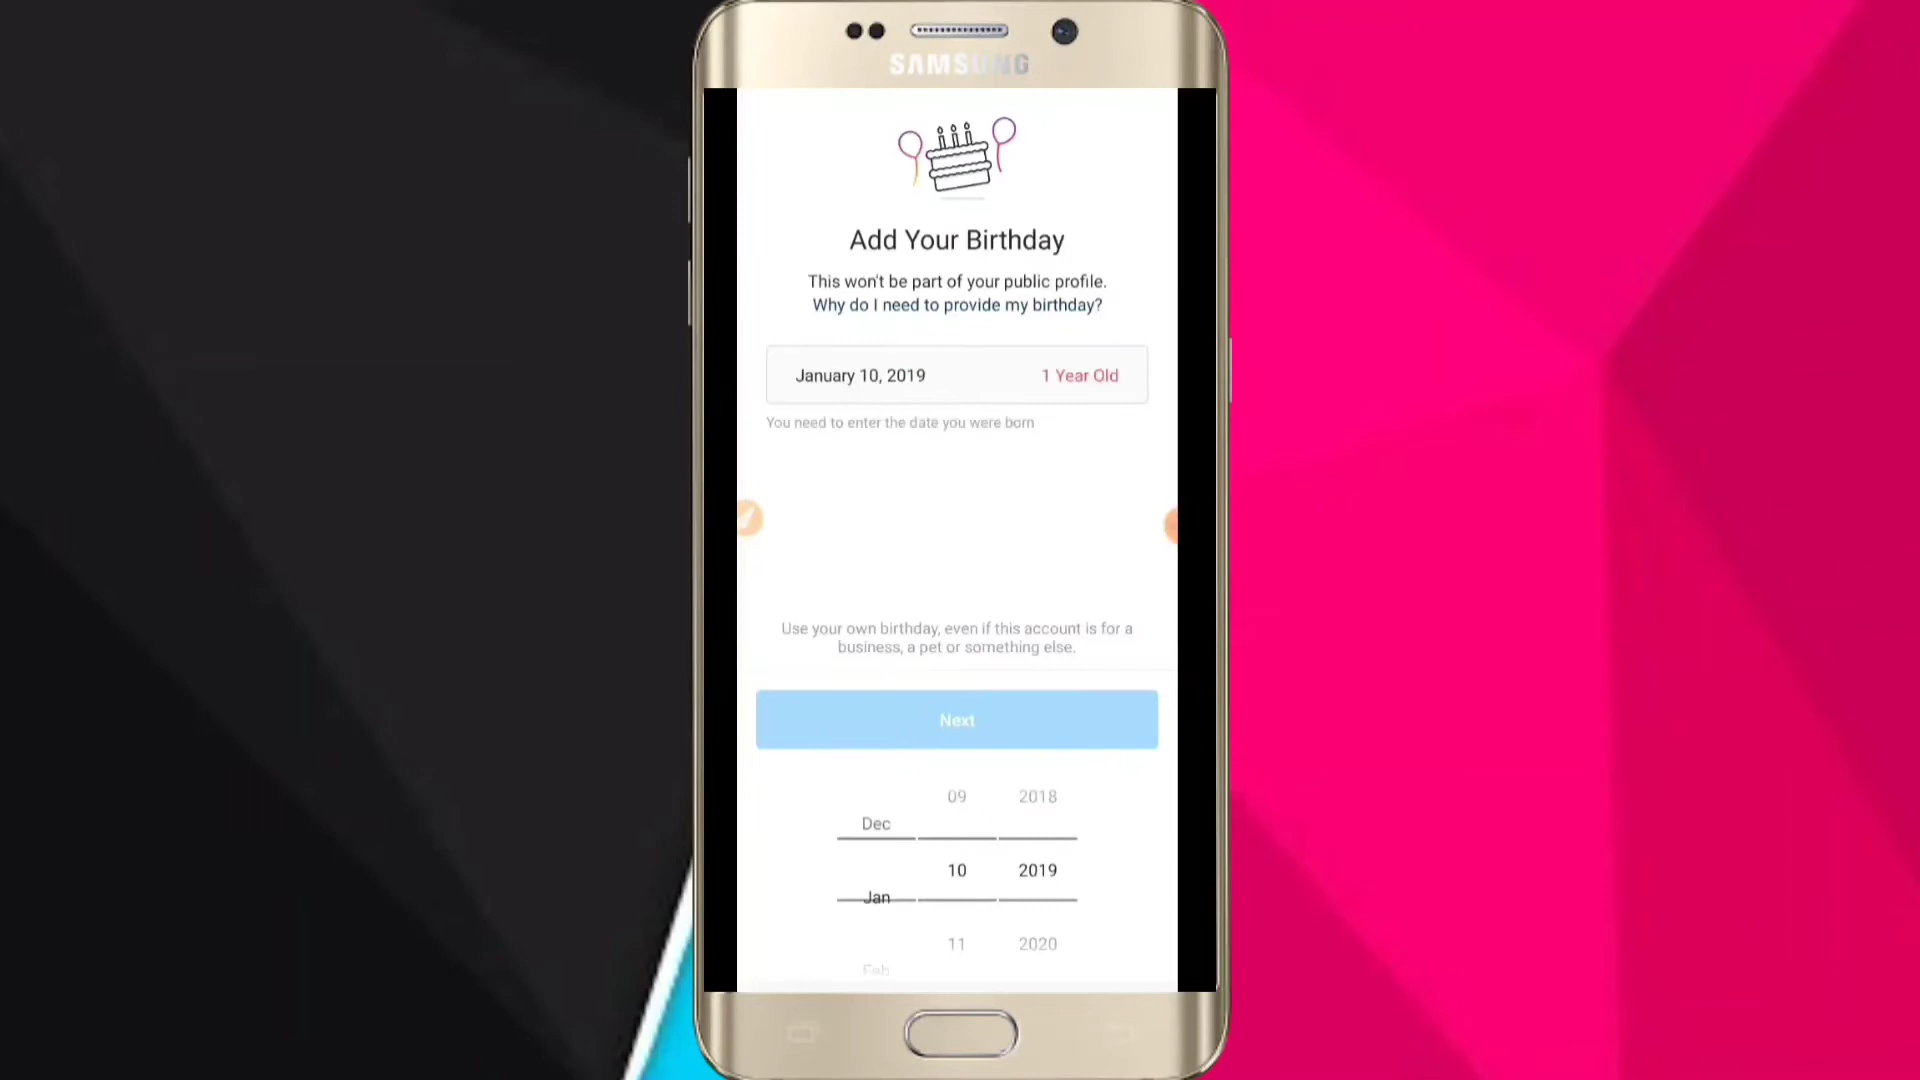 SAMSUNG
Add Your Birthday
This won't be part of your public profile.
Why do I need to provide my birthday?
January 10, 2019 1 Year Old
You need to enter the date you were born
Use your own birthday, even if this account is for a
business, a pet or something else.
Next
09 2018
Dec
10 2019
Jan
11 2020
Feb